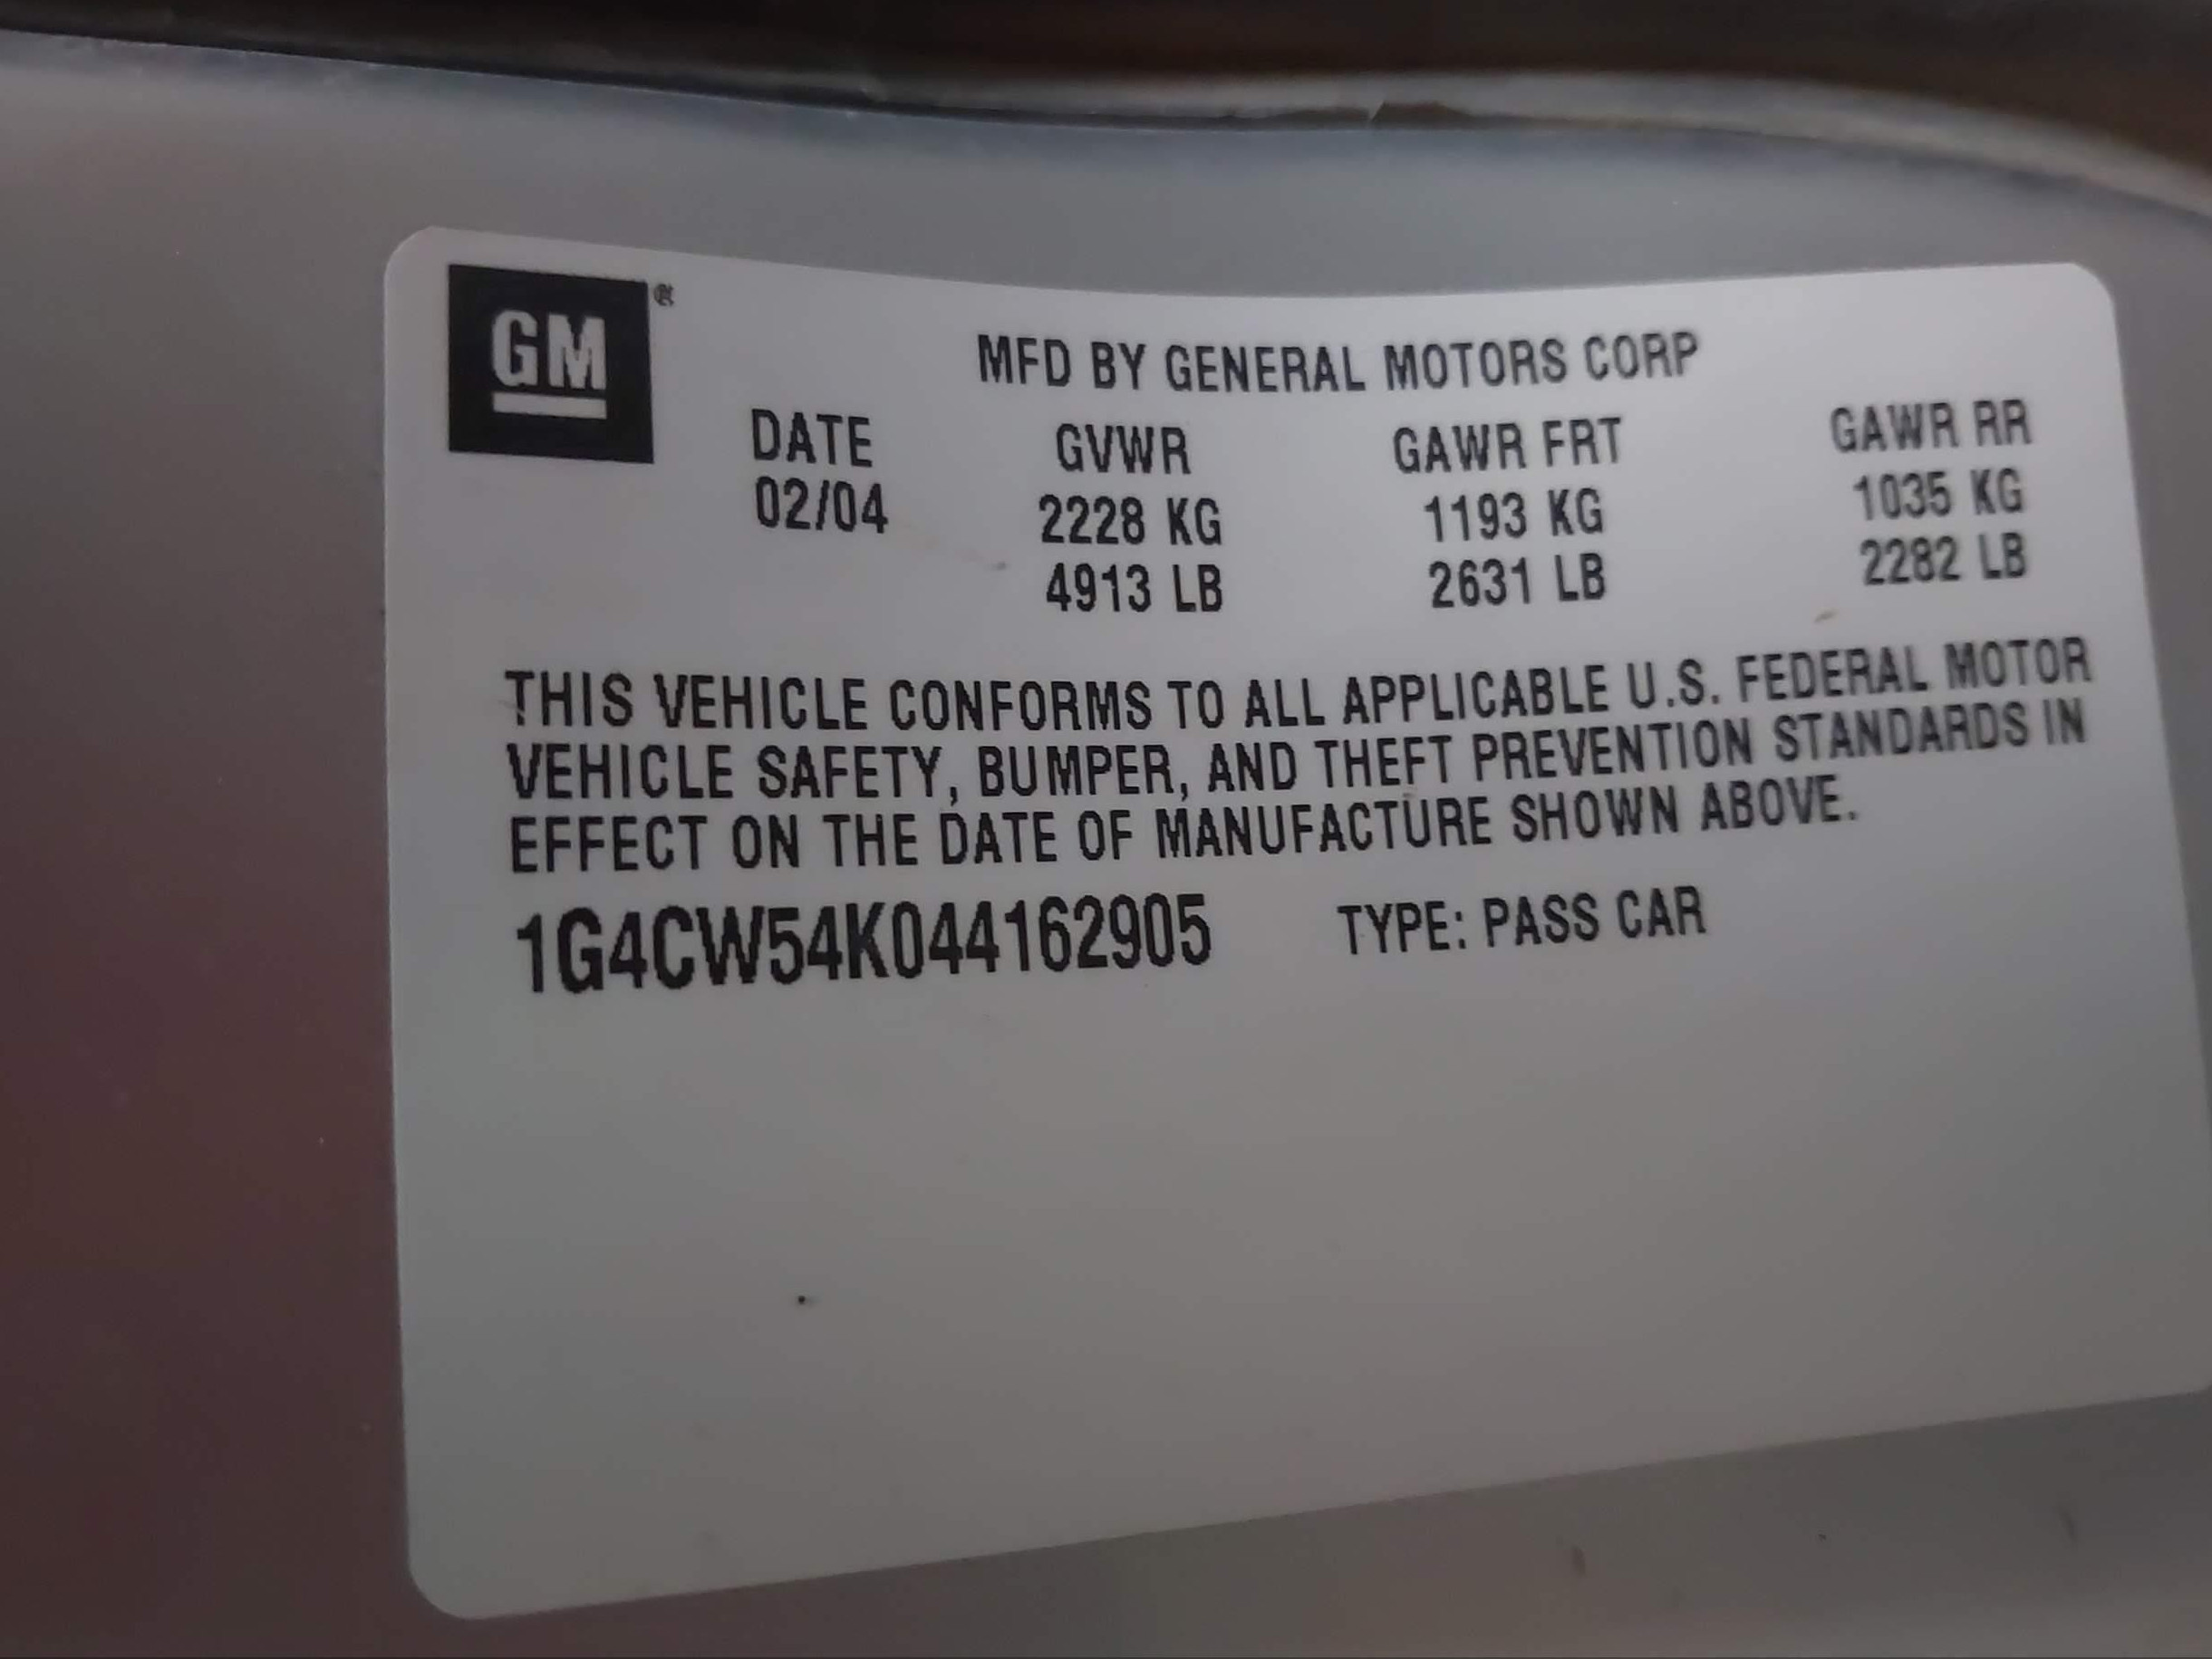 GM®
MFD BY GENERAL MOTORS CORP
DATE GVWR GAWR FRT GAWR RR
02/04 2228 KG 1193 KG 1035 KG
4913 LB 2631 LB 2282 LB
THIS VEHICLE CONFORMS TO ALL APPLICABLE U.S. FEDERAL MOTOR
VEHICLE SAFETY, BUMPER, AND THEFT PREVENTION STANDARDS IN
EFFECT ON THE DATE OF MANUFACTURE SHOWN ABOVE.
1G4CW54K044162905 TYPE: PASS CAR